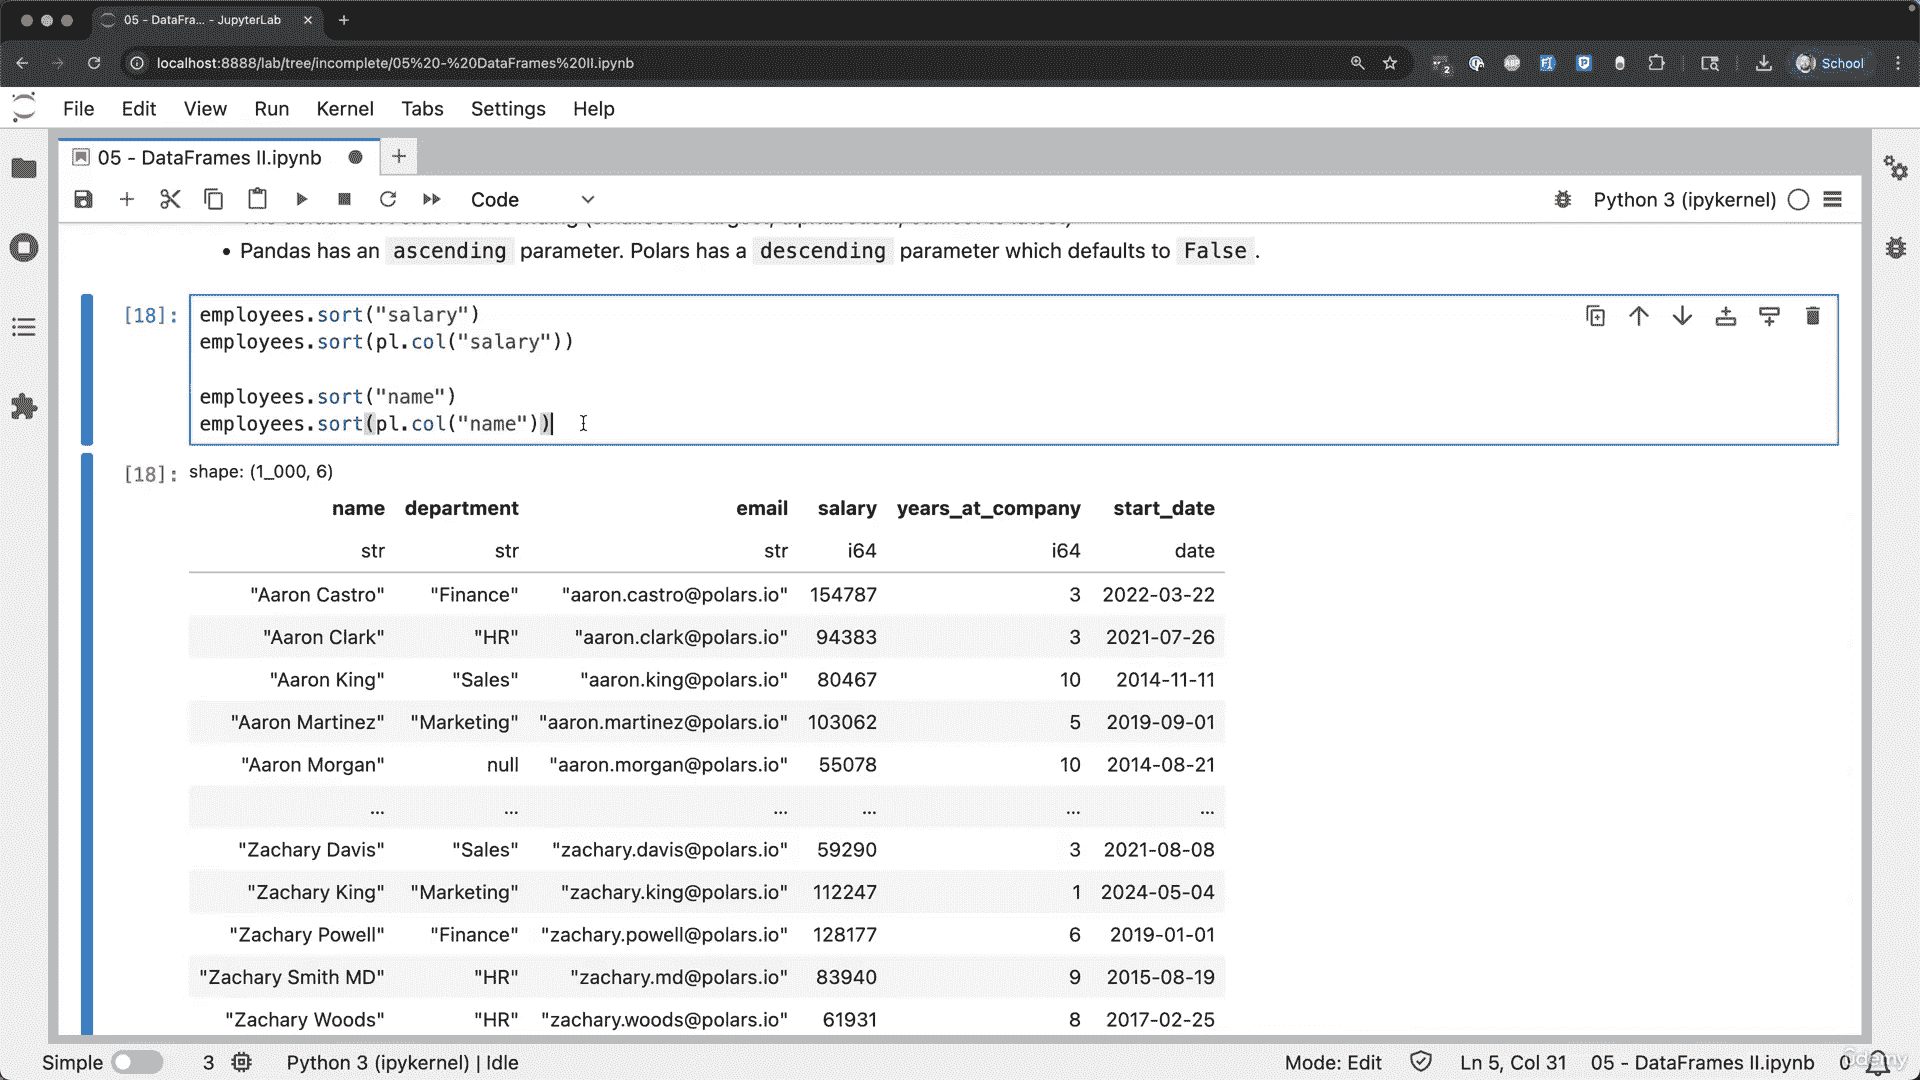 05 - DataFra... - JupyterLab
localhost:8888/lab/tree/incomplete/05%20-%20DataFrames%20II.ipynb
2
School
File Edit View Run Kernel Tabs Settings Help
05 - DataFrames II.ipynb
Code
Python 3 (ipykernel)
• Pandas has an ascending parameter. Polars has a descending parameter which defaults to False .
[18]:
employees.sort("salary")
employees.sort(pl.col("salary"))
employees.sort("name")
employees.sort(pl.col("name"))
[18]: shape: (1_000, 6)
name department email salary years_at_company start_date
str str str i64 i64 date
"Aaron Castro" "Finance" "aaron.castro@polars.io" 154787 3 2022-03-22
"Aaron Clark" "HR" "aaron.clark@polars.io" 94383 3 2021-07-26
"Aaron King" "Sales" "aaron.king@polars.io" 80467 10 2014-11-11
"Aaron Martinez" "Marketing" "aaron.martinez@polars.io" 103062 5 2019-09-01
"Aaron Morgan" null "aaron.morgan@polars.io" 55078 10 2014-08-21
... ... ... ... ... ...
"Zachary Davis" "Sales" "zachary.davis@polars.io" 59290 3 2021-08-08
"Zachary King" "Marketing" "zachary.king@polars.io" 112247 1 2024-05-04
"Zachary Powell" "Finance" "zachary.powell@polars.io" 128177 6 2019-01-01
"Zachary Smith MD" "HR" "zachary.md@polars.io" 83940 9 2015-08-19
"Zachary Woods" "HR" "zachary.woods@polars.io" 61931 8 2017-02-25
Simple 3 Python 3 (ipykernel) | Idle Mode: Edit Ln 5, Col 31 05 - DataFrames II.ipynb 0
Udemy